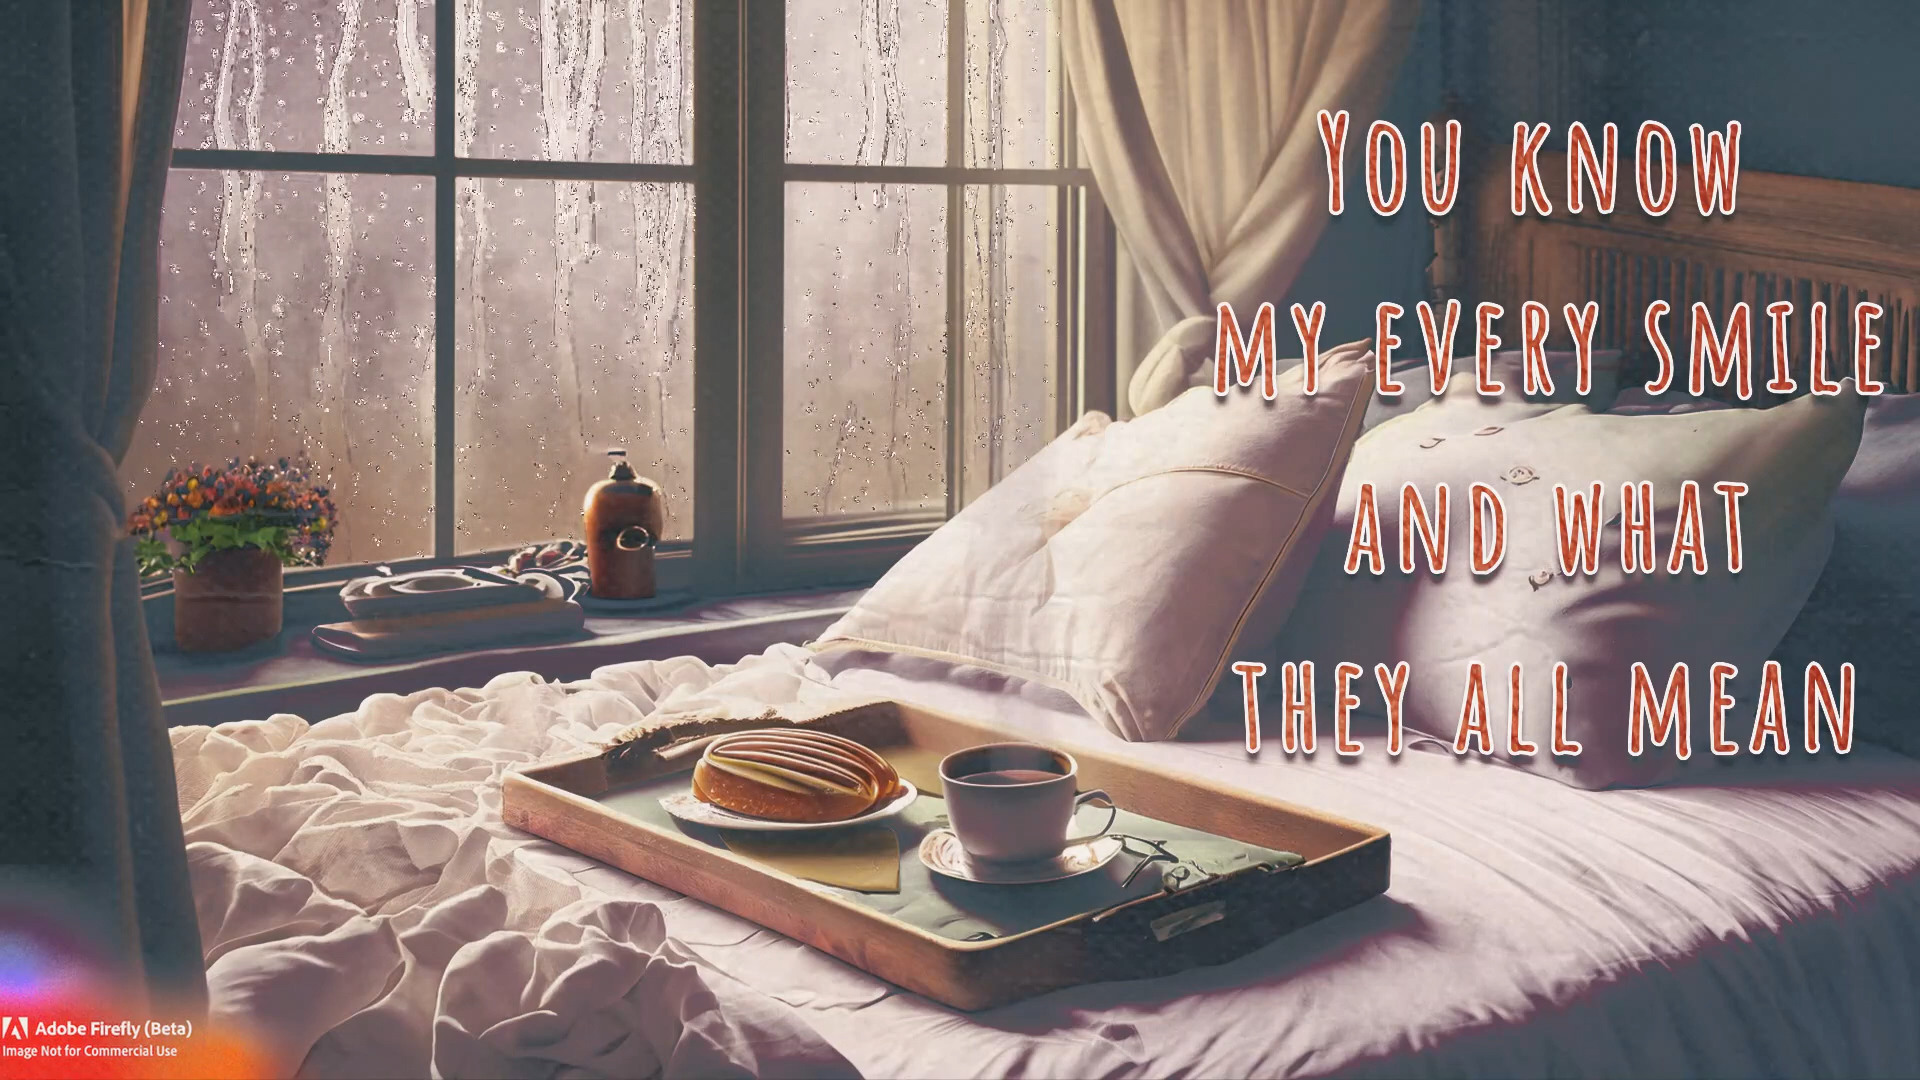 You know
my every smile
and what
they all mean
Adobe Firefly (Beta)
Image Not for Commercial Use